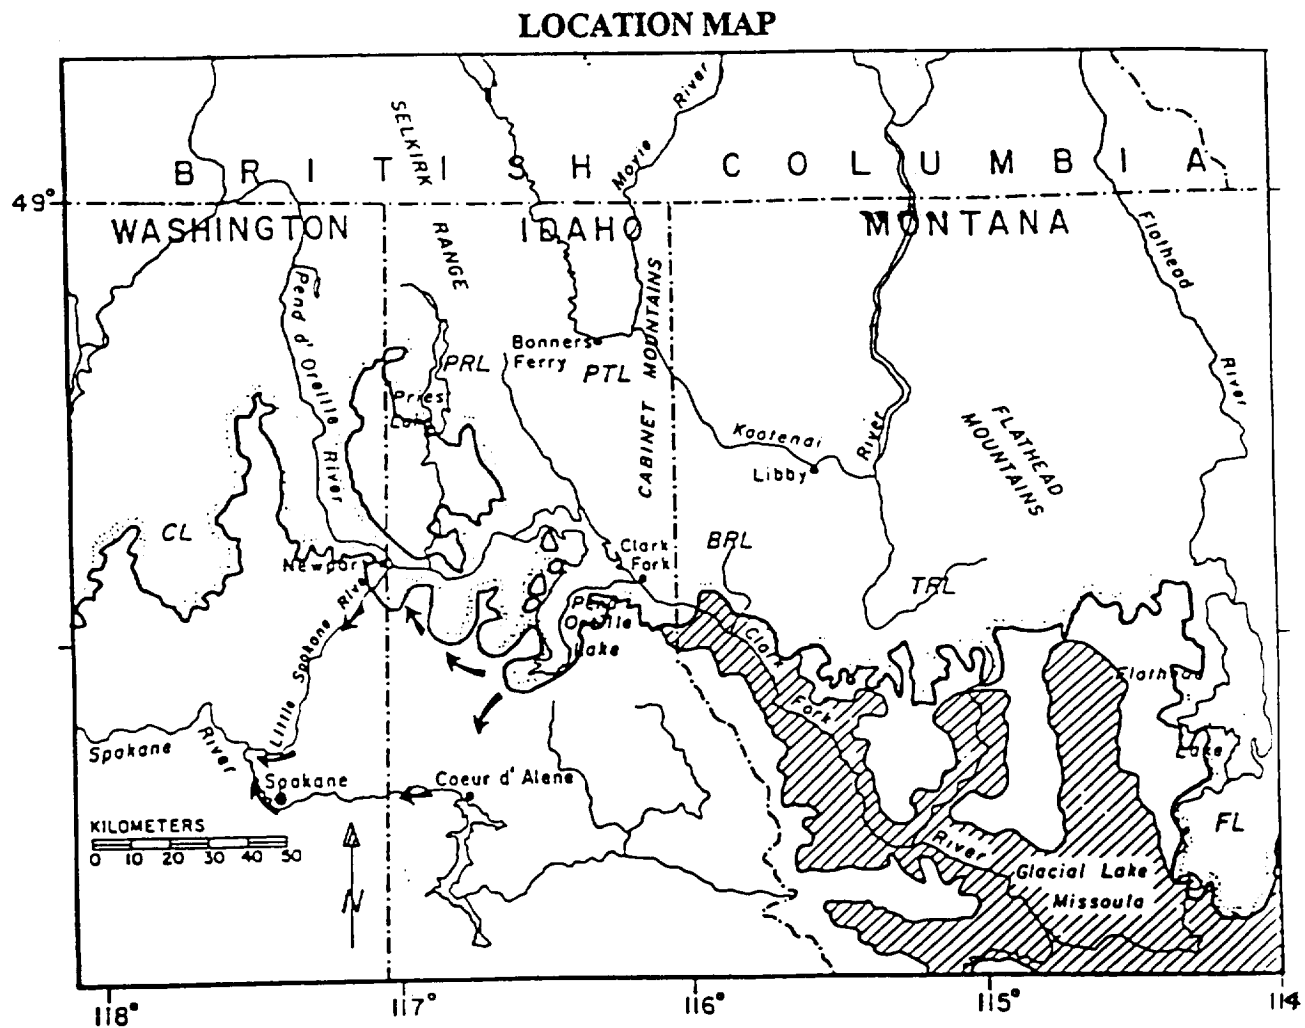 LOCATION MAP
BRITISH COLUMBIA
49°
WASHINGTON
IDAHO
MONTANA
SELKIRK
RANGE
Moyie River
Flathead
River
Pend d' Oreille River
CABINET MOUNTAINS
Bonners
Ferry
PRL
PTL
Pries
Lake
Kootenai
River
Libby
FLATHEAD
MOUNTAINS
CL
Newport
Clark
Fork
BRL
TRL
Pend
Oreille
Lake
Clark
Fork
River
Flathead
Lake
Little Spokane River
Spokane
River
Spokane
Coeur d' Alene
FL
KILOMETERS
0 10 20 30 40 50
N
Glacial Lake
Missoula
118°
117°
116°
115°
114